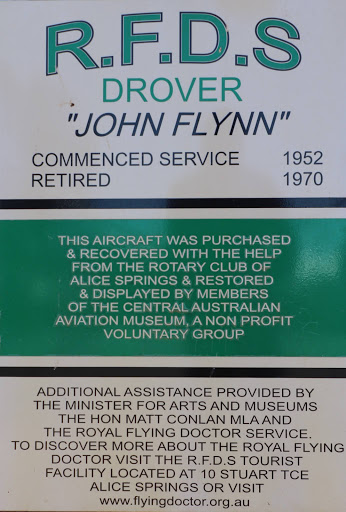 R.F.D.S
DROVER
"JOHN FLYNN"
COMMENCED SERVICE 1952
RETIRED 1970
THIS AIRCRAFT WAS PURCHASED
& RECOVERED WITH THE HELP
FROM THE ROTARY CLUB OF
ALICE SPRINGS & RESTORED
& DISPLAYED BY MEMBERS
OF THE CENTRAL AUSTRALIAN
AVIATION MUSEUM, A NON PROFIT
VOLUNTARY GROUP
ADDITIONAL ASSISTANCE PROVIDED BY
THE MINISTER FOR ARTS AND MUSEUMS
THE HON MATT CONLAN MLA AND
THE ROYAL FLYING DOCTOR SERVICE.
TO DISCOVER MORE ABOUT THE ROYAL FLYING
DOCTOR VISIT THE R.F.D.S TOURIST
FACILITY LOCATED AT 10 STUART TCE
ALICE SPRINGS OR VISIT
www.flyingdoctor.org.au